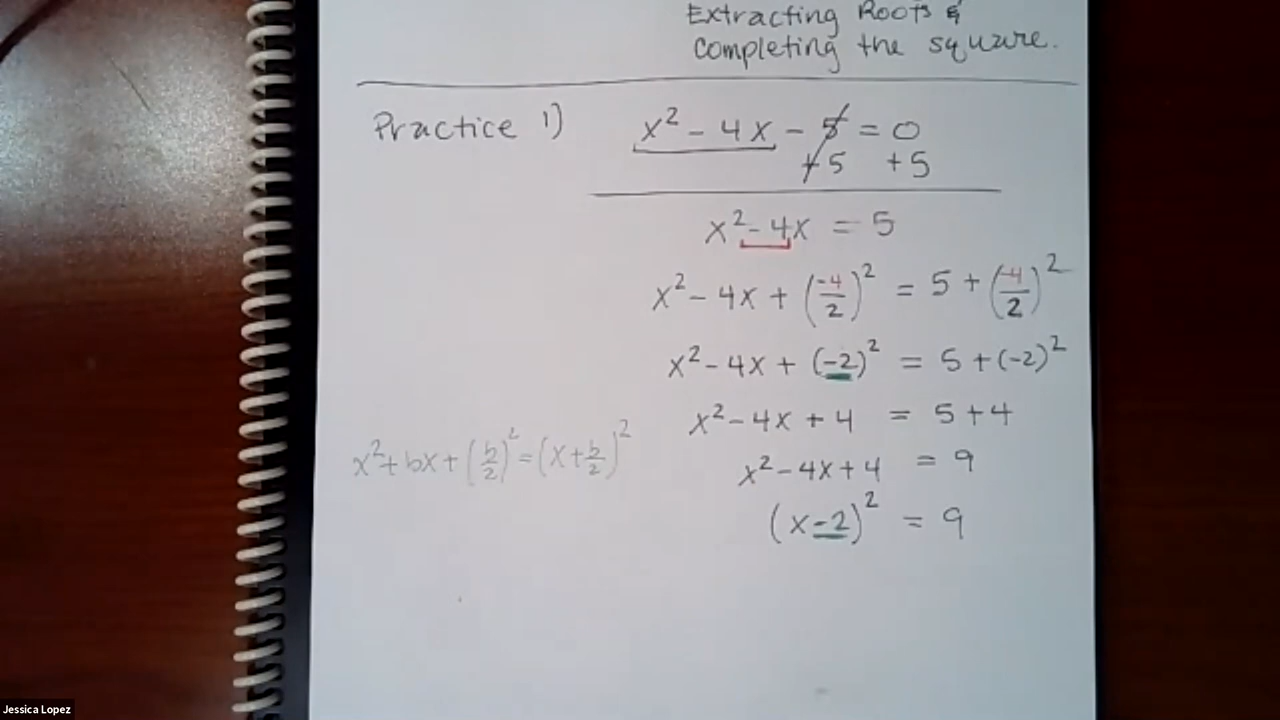 Extracting Roots &
Completing the square.
Practice 1) x² - 4x - 5 = 0
+5 +5
x² - 4x = 5
x² - 4x + (-4/2)² = 5 + (-4/2)²
x² - 4x + (-2)² = 5 + (-2)²
x² - 4x + 4 = 5 + 4
x² + bx + (b/2)² = (x + b/2)²
x² - 4x + 4 = 9
(x - 2)² = 9
Jessica Lopez